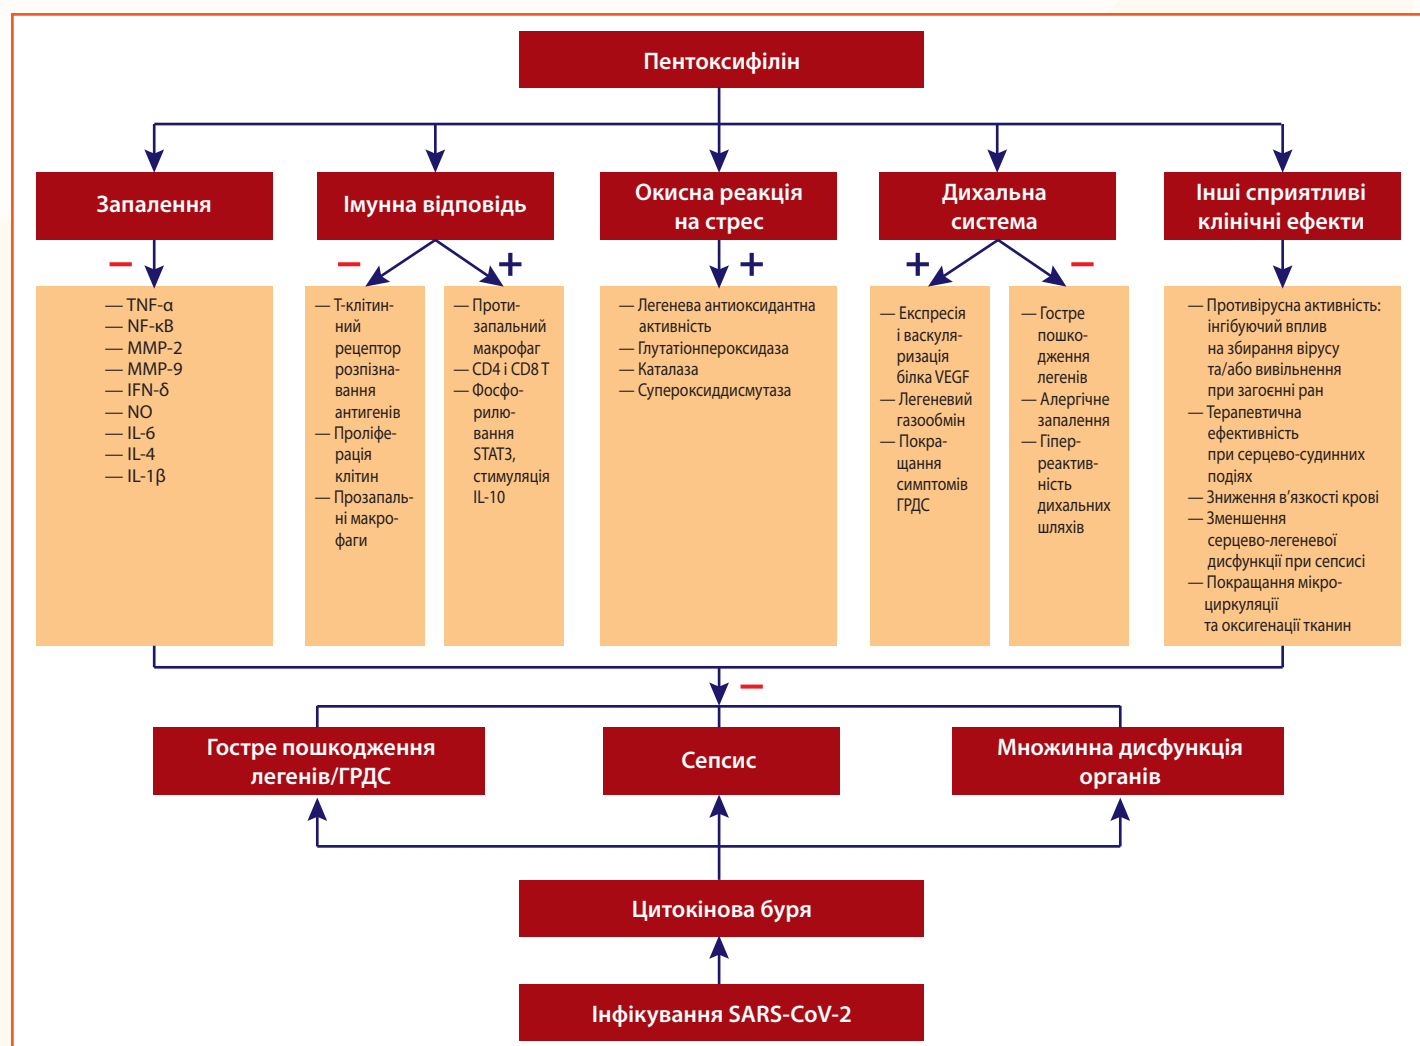 Пентоксифілін
Запалення
Імунна відповідь
Окисна реакція
на стрес
Дихальна
система
Інші сприятливі
клінічні ефекти
–
–
+
+
+
–
— TNF-α
— NF-κB
— MMP-2
— MMP-9
— IFN-δ
— NO
— IL-6
— IL-4
— IL-1β
— Т-клітин-
ний
рецептор
розпізна-
вання
антигенів
— Проліфе-
рація
клітин
— Прозапаль-
ні макро-
фаги
— Проти-
запальний
макрофаг
— CD4 і CD8 T
— Фосфо-
рилю-
вання
STAT3,
стимуляція
IL-10
— Легенева антиоксидантна
активність
— Глутатіонпероксидаза
— Каталаза
— Супероксиддисмутаза
— Експресія
і васкуля-
ризація
білка VEGF
— Легеневий
газообмін
— Покра-
щання
симптомів
ГРДС
— Гостре
пошко-
дження
легенів
— Алергічне
запалення
— Гіпер-
реактив-
ність
дихальних
шляхів
— Противірусна активність:
інгібуючий вплив
на збирання вірусу
та/або вивільнення
при загоєнні ран
— Терапевтична
ефективність
при серцево-судинних
подіях
— Зниження в’язкості крові
— Зменшення
серцево-легеневої
дисфункції при сепсисі
— Покращання мікро-
циркуляції
та оксигенації тканин
–
Гостре пошкодження
легенів/ГРДС
Сепсис
Множинна дисфункція
органів
Цитокінова буря
Інфікування SARS-CoV-2